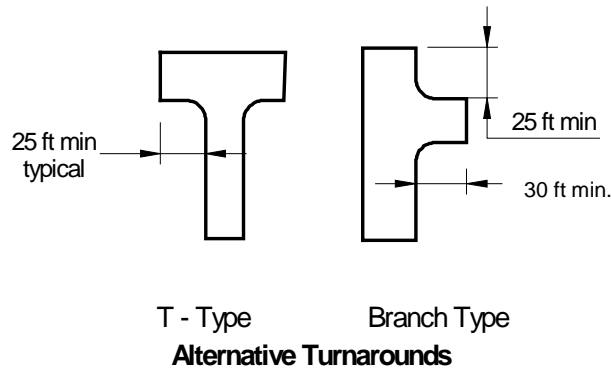 25 ft min
typical
25 ft min
30 ft min.
T - Type
Branch Type
Alternative Turnarounds